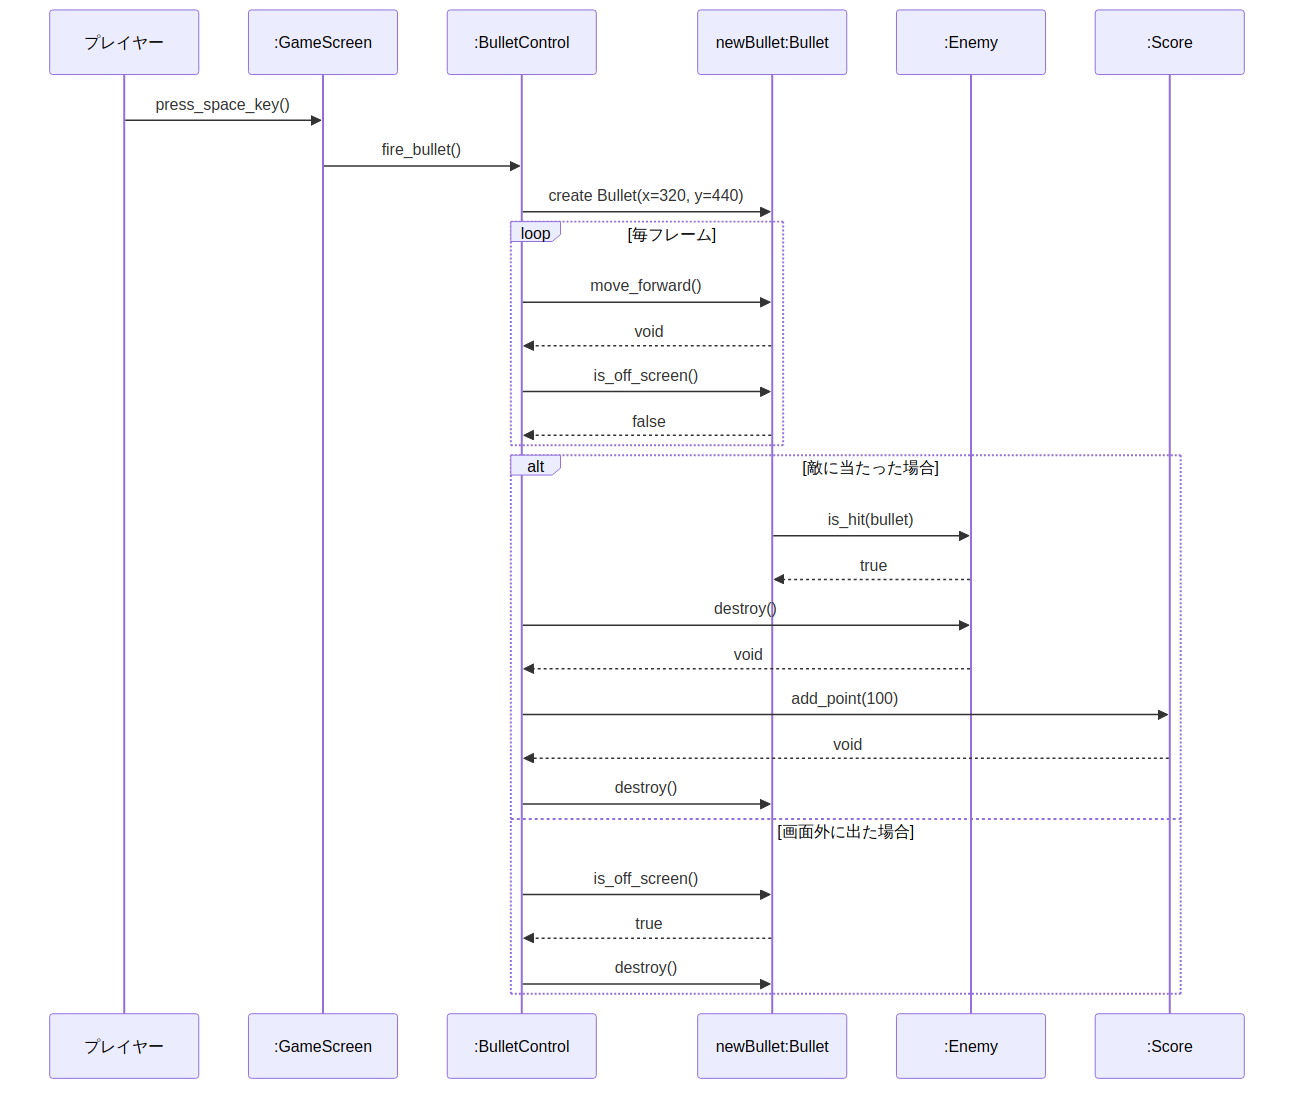 プレイヤー
:GameScreen
:BulletControl
newBullet:Bullet
:Enemy
:Score
press_space_key()
fire_bullet()
create Bullet(x=320, y=440)
loop
[毎フレーム]
move_forward()
void
is_off_screen()
false
alt
[敵に当たった場合]
is_hit(bullet)
true
destroy()
void
add_point(100)
void
destroy()
[画面外に出た場合]
is_off_screen()
true
destroy()
プレイヤー
:GameScreen
:BulletControl
newBullet:Bullet
:Enemy
:Score